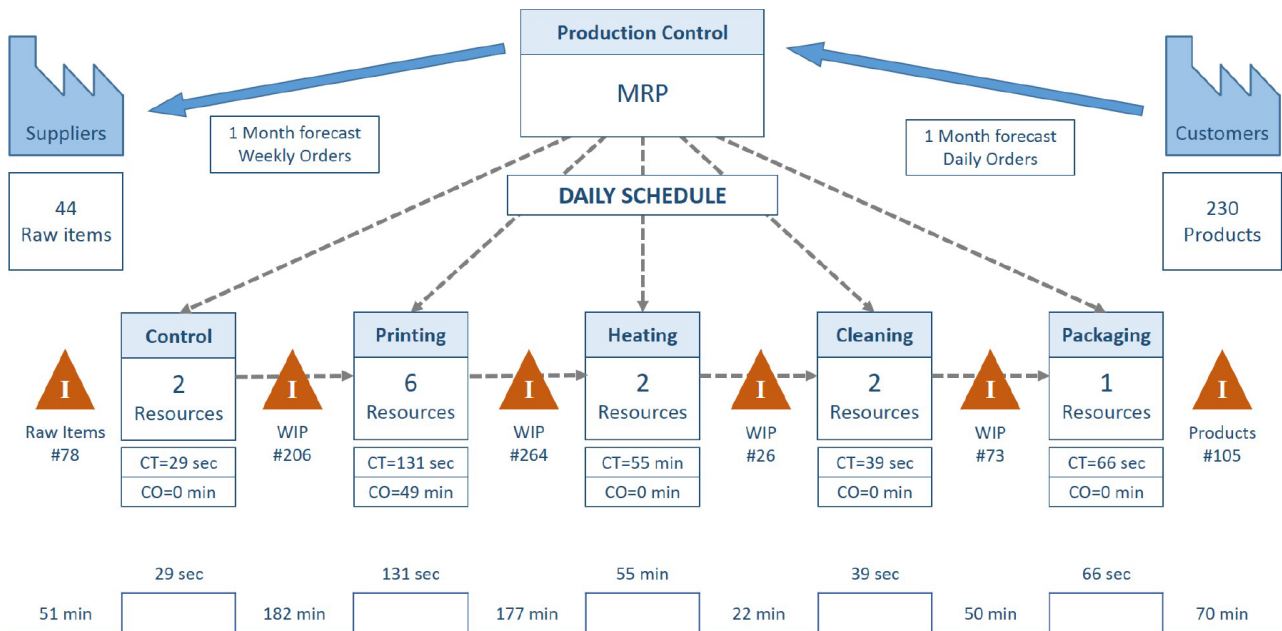 Production Control
MRP
Suppliers
1 Month forecast
Weekly Orders
1 Month forecast
Daily Orders
Customers
44
Raw items
DAILY SCHEDULE
230
Products
Control
2
Resources
Printing
6
Resources
Heating
2
Resources
Cleaning
2
Resources
Packaging
1
Resources
I
Raw Items
#78
I
WIP
#206
I
WIP
#264
I
WIP
#26
I
WIP
#73
I
Products
#105
CT=29 sec
CO=0 min
CT=131 sec
CO=49 min
CT=55 min
CO=0 min
CT=39 sec
CO=0 min
CT=66 sec
CO=0 min
29 sec
131 sec
55 min
39 sec
66 sec
51 min
182 min
177 min
22 min
50 min
70 min